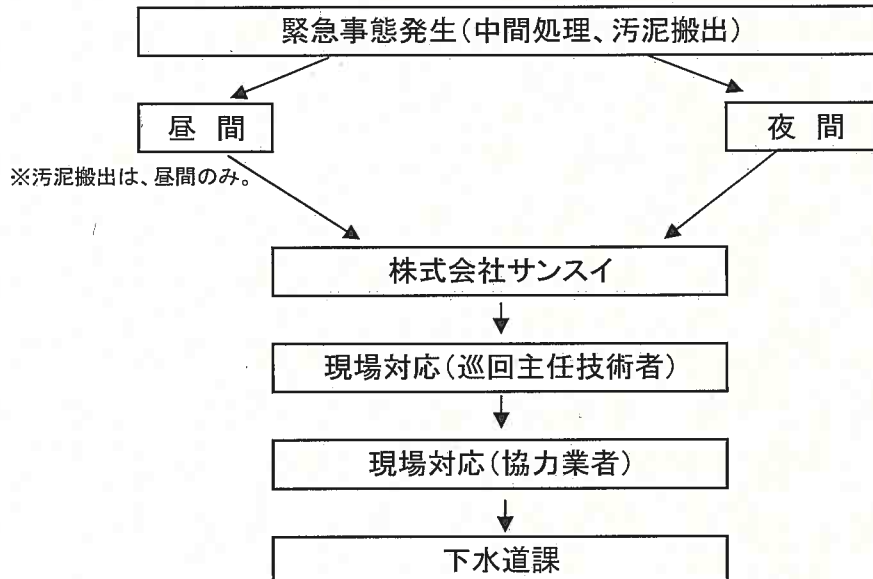 緊急事態発生(中間処理、汚泥搬出)
昼 間
夜 間
※汚泥搬出は、昼間のみ。
株式会社サンスイ
現場対応(巡回主任技術者)
現場対応(協力業者)
下水道課